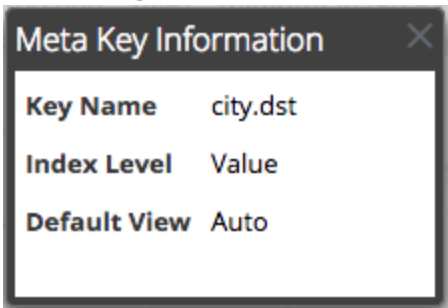 Meta Key Information
Key Name city.dst
Index Level Value
Default View Auto